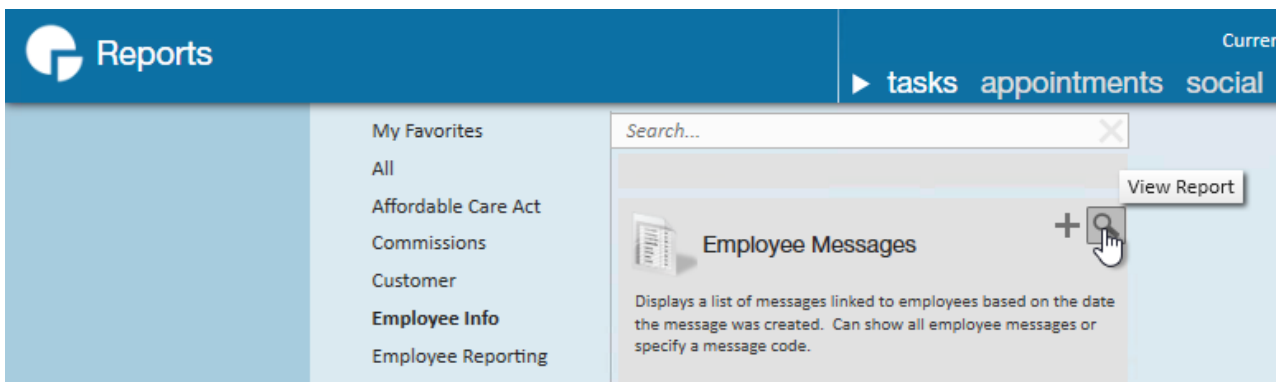 Reports
Curren
tasks appointments social
My Favorites
All
Affordable Care Act
Commissions
Customer
Employee Info
Employee Reporting
Search...
View Report
Employee Messages
Displays a list of messages linked to employees based on the date
the message was created. Can show all employee messages or
specify a message code.